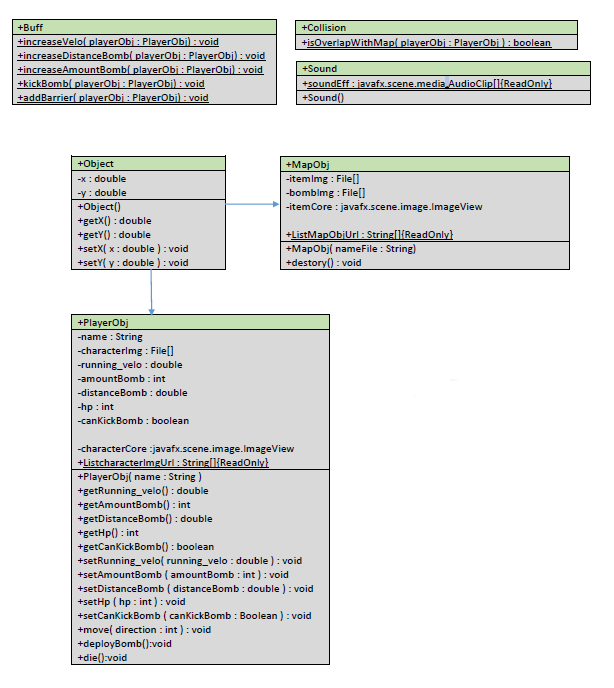 +Buff
+increaseVelo( playerObj : PlayerObj) : void
+increaseDistanceBomb( playerObj : PlayerObj) : void
+increaseAmountBomb( playerObj : PlayerObj) : void
+kickBomb( playerObj : PlayerObj) : void
+addBarrier( playerObj : PlayerObj) : void
+Collision
+isOverlapWithMap( playerObj : PlayerObj ) : boolean
+Sound
+soundEff : javafx.scene.media.AudioClip[]{ReadOnly}
+Sound()
+Object
-x : double
-y : double
+Object()
+getX() : double
+getY() : double
+setX( x : double ) : void
+setY( y : double ) : void
+MapObj
-itemImg : File[]
-bombImg : File[]
-itemCore : javafx.scene.image.ImageView
+ListMapObjUrl : String[]{ReadOnly}
+MapObj( nameFile : String)
+destory() : void
+PlayerObj
-name : String
-characterImg : File[]
-running_velo : double
-amountBomb : int
-distanceBomb : double
-hp : int
-canKickBomb : boolean
-characterCore :javafx.scene.image.ImageView
+ListcharacterImgUrl : String[]{ReadOnly}
+PlayerObj( name : String )
+getRunning_velo() : double
+getAmountBomb() : int
+getDistanceBomb() : double
+getHp() : int
+getCanKickBomb() : boolean
+setRunning_velo( running_velo : double ) : void
+setAmountBomb ( amountBomb : int ) : void
+setDistanceBomb ( distanceBomb : double ) : void
+setHp ( hp : int ) : void
+setCanKickBomb ( canKickBomb : Boolean ) : void
+move( direction : int ) : void
+deployBomb():void
+die():void